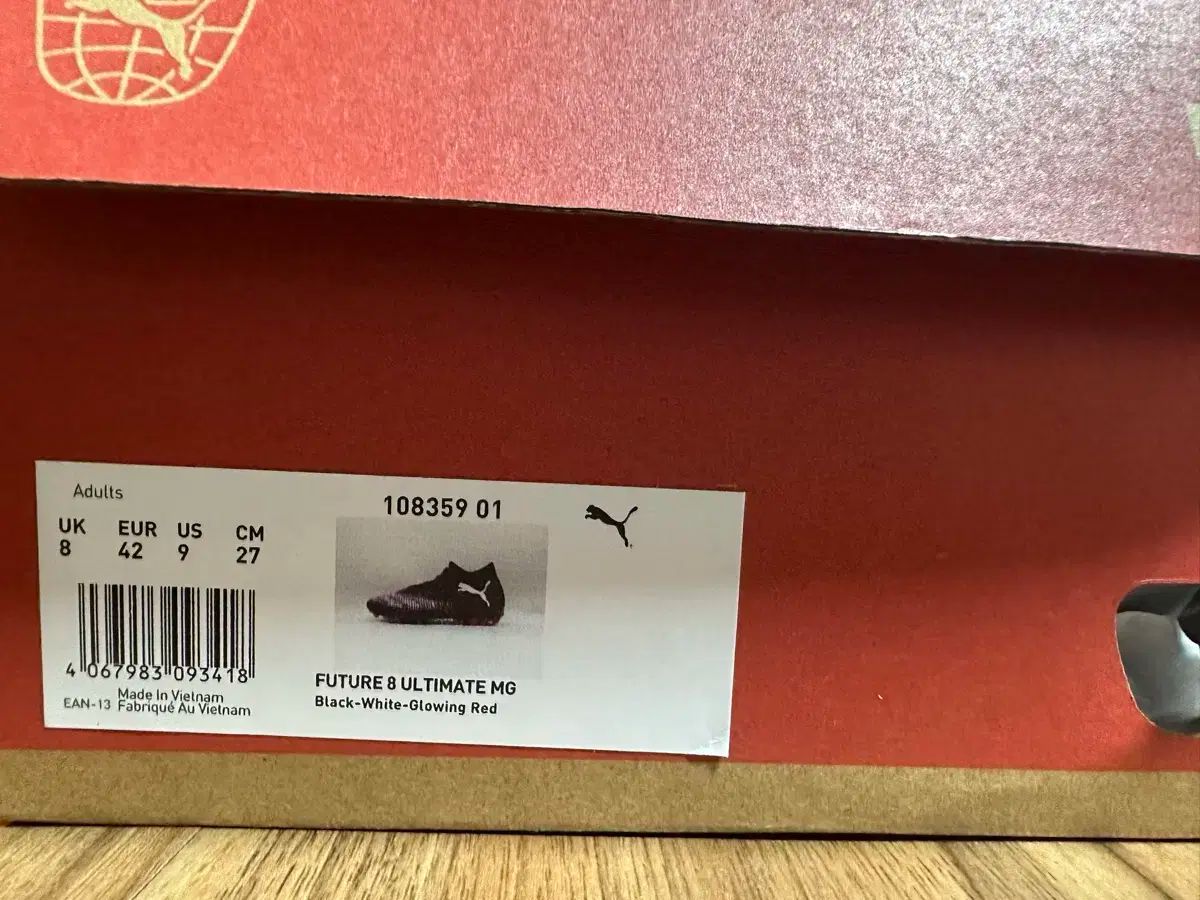 Adults
UK EUR US CM
8 42 9 27
4 067983 093418
EAN-13 Made In Vietnam
Fabriqué Au Vietnam
108359 01
FUTURE 8 ULTIMATE MG
Black-White-Glowing Red